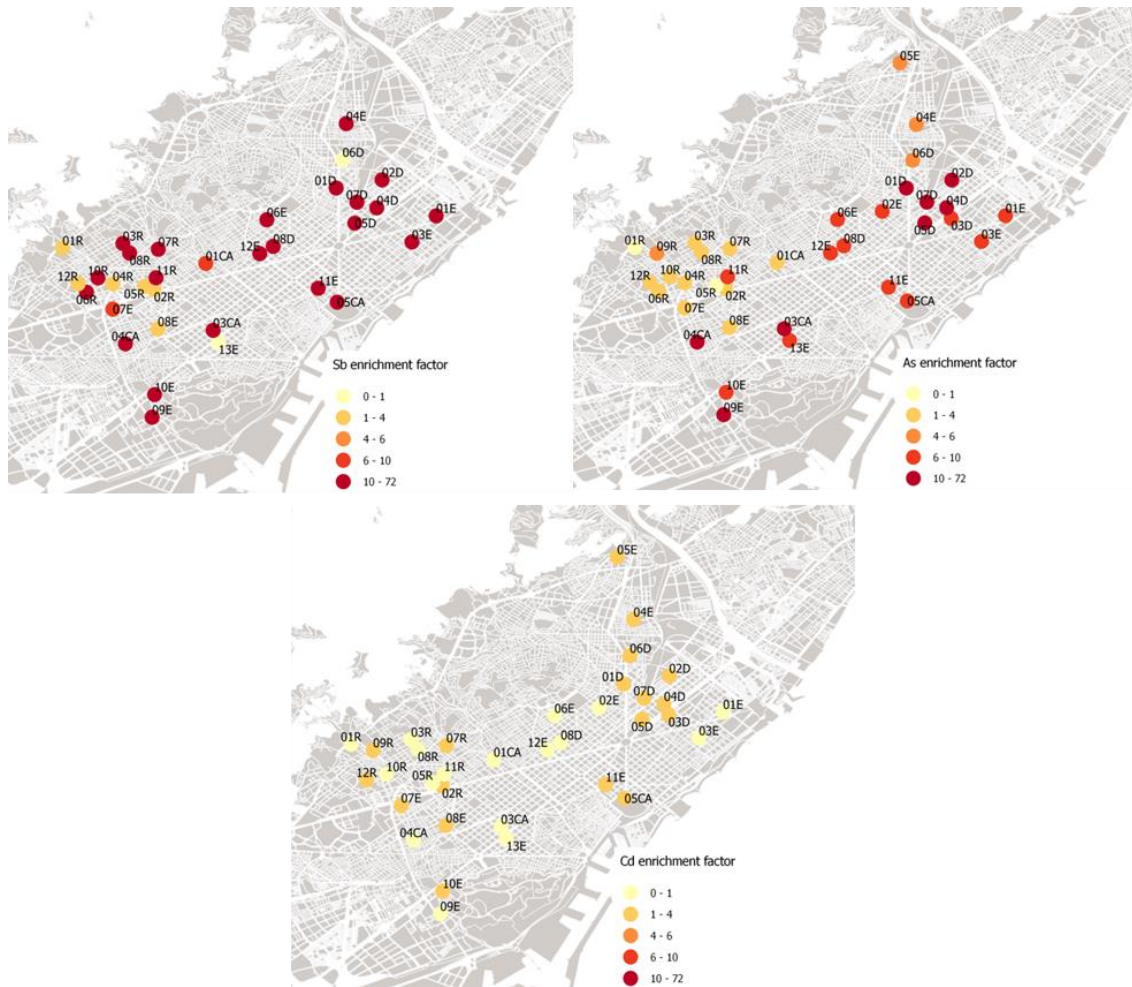 04E
06D
01D
02D
07D
04D
05D
01E
03E
06E
12E
08D
01R
03R
07R
08R
01CA
12R
10R
04R
11R
06R
05R
02R
07E
08E
11E
05CA
03CA
04CA
13E
10E
09E
Sb enrichment factor
0 - 1
1 - 4
4 - 6
6 - 10
10 - 72
05E
04E
06D
01D
02D
07D
04D
05D
03D
01E
02E
03E
06E
12E
08D
01R
09R
03R
07R
08R
01CA
12R
10R
04R
11R
06R
05R
02R
07E
08E
11E
05CA
03CA
04CA
13E
10E
09E
As enrichment factor
0 - 1
1 - 4
4 - 6
6 - 10
10 - 72
05E
04E
06D
01D
02D
07D
04D
05D
03D
01E
02E
03E
06E
12E
08D
01R
09R
03R
07R
08R
01CA
12R
10R
05R
11R
02R
07E
08E
11E
05CA
03CA
04CA
13E
10E
09E
Cd enrichment factor
0 - 1
1 - 4
4 - 6
6 - 10
10 - 72